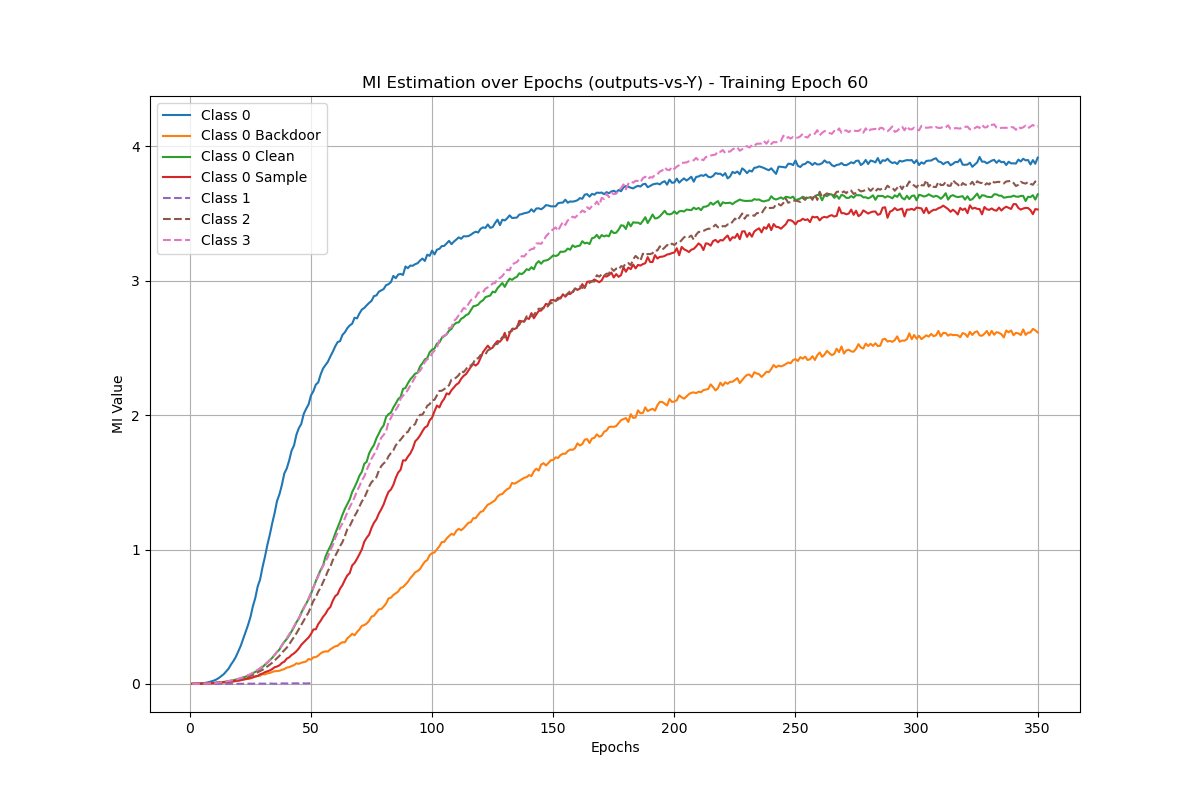 MI Estimation over Epochs (outputs-vs-Y) - Training Epoch 60
Class 0
Class 0 Backdoor
Class 0 Clean
Class 0 Sample
Class 1
Class 2
Class 3
MI Value
4
3
2
1
0
0 50 100 150 200 250 300 350
Epochs